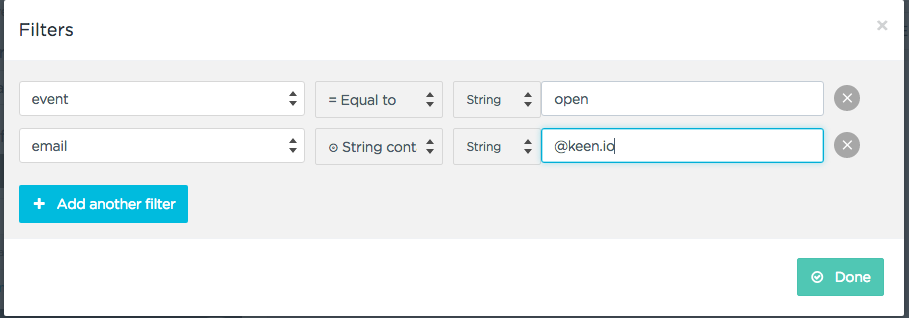 Filters
×
event = Equal to String open
email ⊙ String cont String @keen.io
+ Add another filter
Done